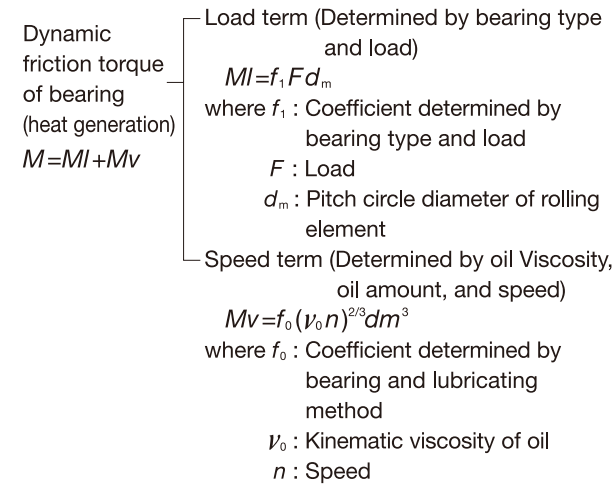 Dynamic
friction torque
of bearing
(heat generation)
M=Ml+Mv
Load term (Determined by bearing type
and load)
Ml=f₁Fdₘ
where f₁ : Coefficient determined by
bearing type and load
F : Load
dₘ : Pitch circle diameter of rolling
element
Speed term (Determined by oil Viscosity,
oil amount, and speed)
Mv=f₀(ν₀n)²ᐟ³dm³
where f₀ : Coefficient determined by
bearing and lubricating
method
ν₀ : Kinematic viscosity of oil
n : Speed